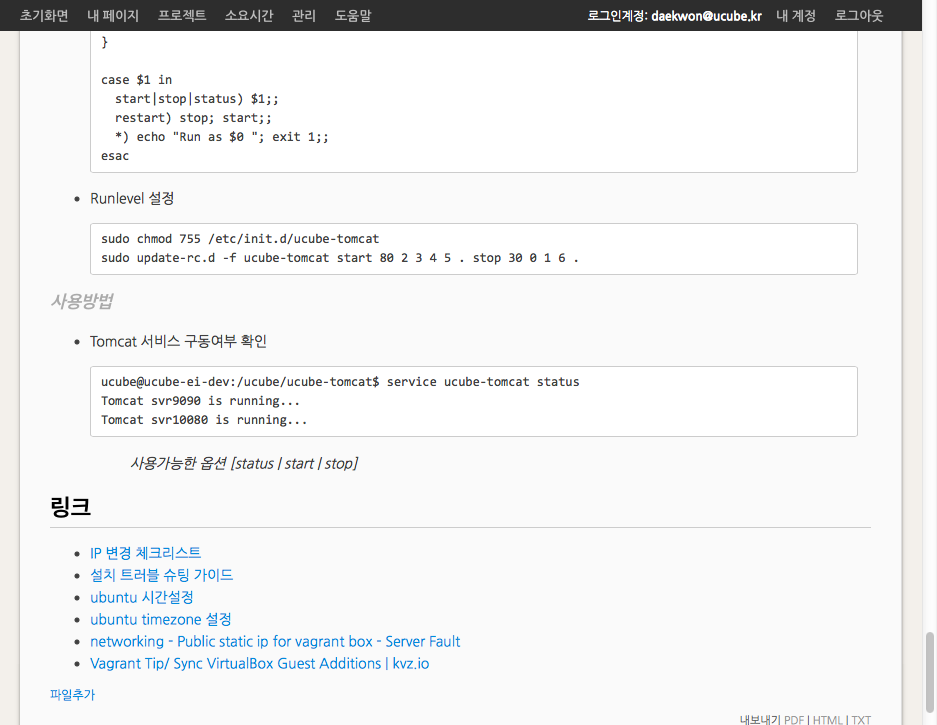 초기화면 내 페이지 프로젝트 소요시간 관리 도움말 로그인계정: daekwon@ucube.kr 내 계정 로그아웃
}
case $1 in
start|stop|status) $1;;
restart) stop; start;;
*) echo "Run as $0 "; exit 1;;
esac
Runlevel 설정
sudo chmod 755 /etc/init.d/ucube-tomcat
sudo update-rc.d -f ucube-tomcat start 80 2 3 4 5 . stop 30 0 1 6 .
사용방법
Tomcat 서비스 구동여부 확인
ucube@ucube-ei-dev:/ucube/ucube-tomcat$ service ucube-tomcat status
Tomcat svr9090 is running...
Tomcat svr10080 is running...
사용가능한 옵션 [status | start | stop]
링크
IP 변경 체크리스트
설치 트러블 슈팅 가이드
ubuntu 시간설정
ubuntu timezone 설정
networking - Public static ip for vagrant box - Server Fault
Vagrant Tip/ Sync VirtualBox Guest Additions | kvz.io
파일추가
내보내기 PDF | HTML | TXT